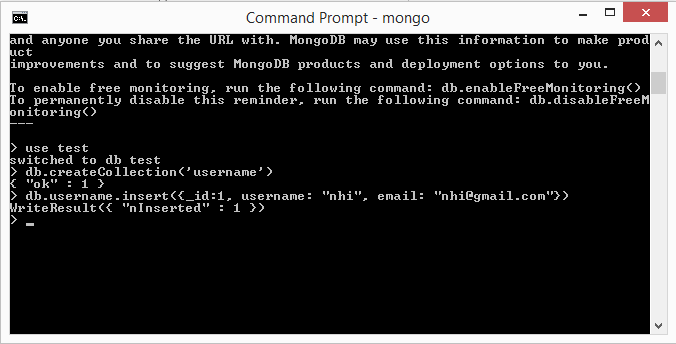 Command Prompt - mongo
and anyone you share the URL with. MongoDB may use this information to make prod
uct
improvements and to suggest MongoDB products and deployment options to you.
To enable free monitoring, run the following command: db.enableFreeMonitoring()
To permanently disable this reminder, run the following command: db.disableFreeM
onitoring()
---
> use test
switched to db test
> db.createCollection('username')
{ "ok" : 1 }
> db.username.insert({_id:1, username: "nhi", email: "nhi@gmail.com"})
WriteResult({ "nInserted" : 1 })
> _